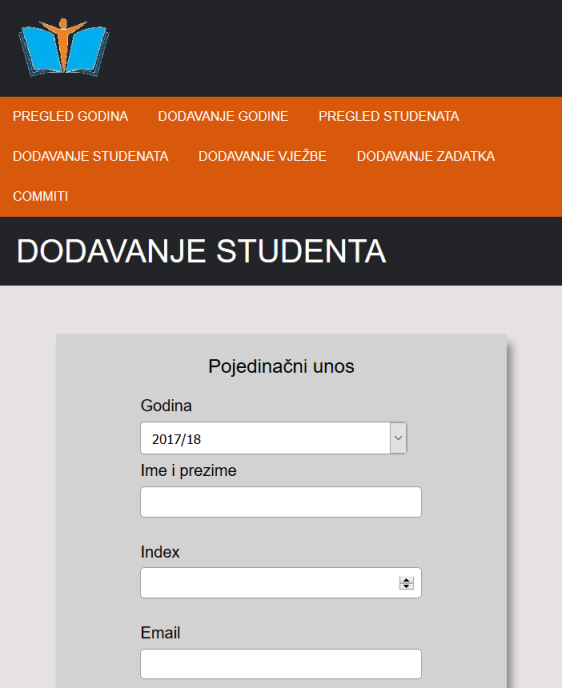 PREGLED GODINA DODAVANJE GODINE PREGLED STUDENATA
DODAVANJE STUDENATA DODAVANJE VJEŽBE DODAVANJE ZADATKA
COMMITI
DODAVANJE STUDENTA
Pojedinačni unos
Godina
2017/18
Ime i prezime
Index
Email